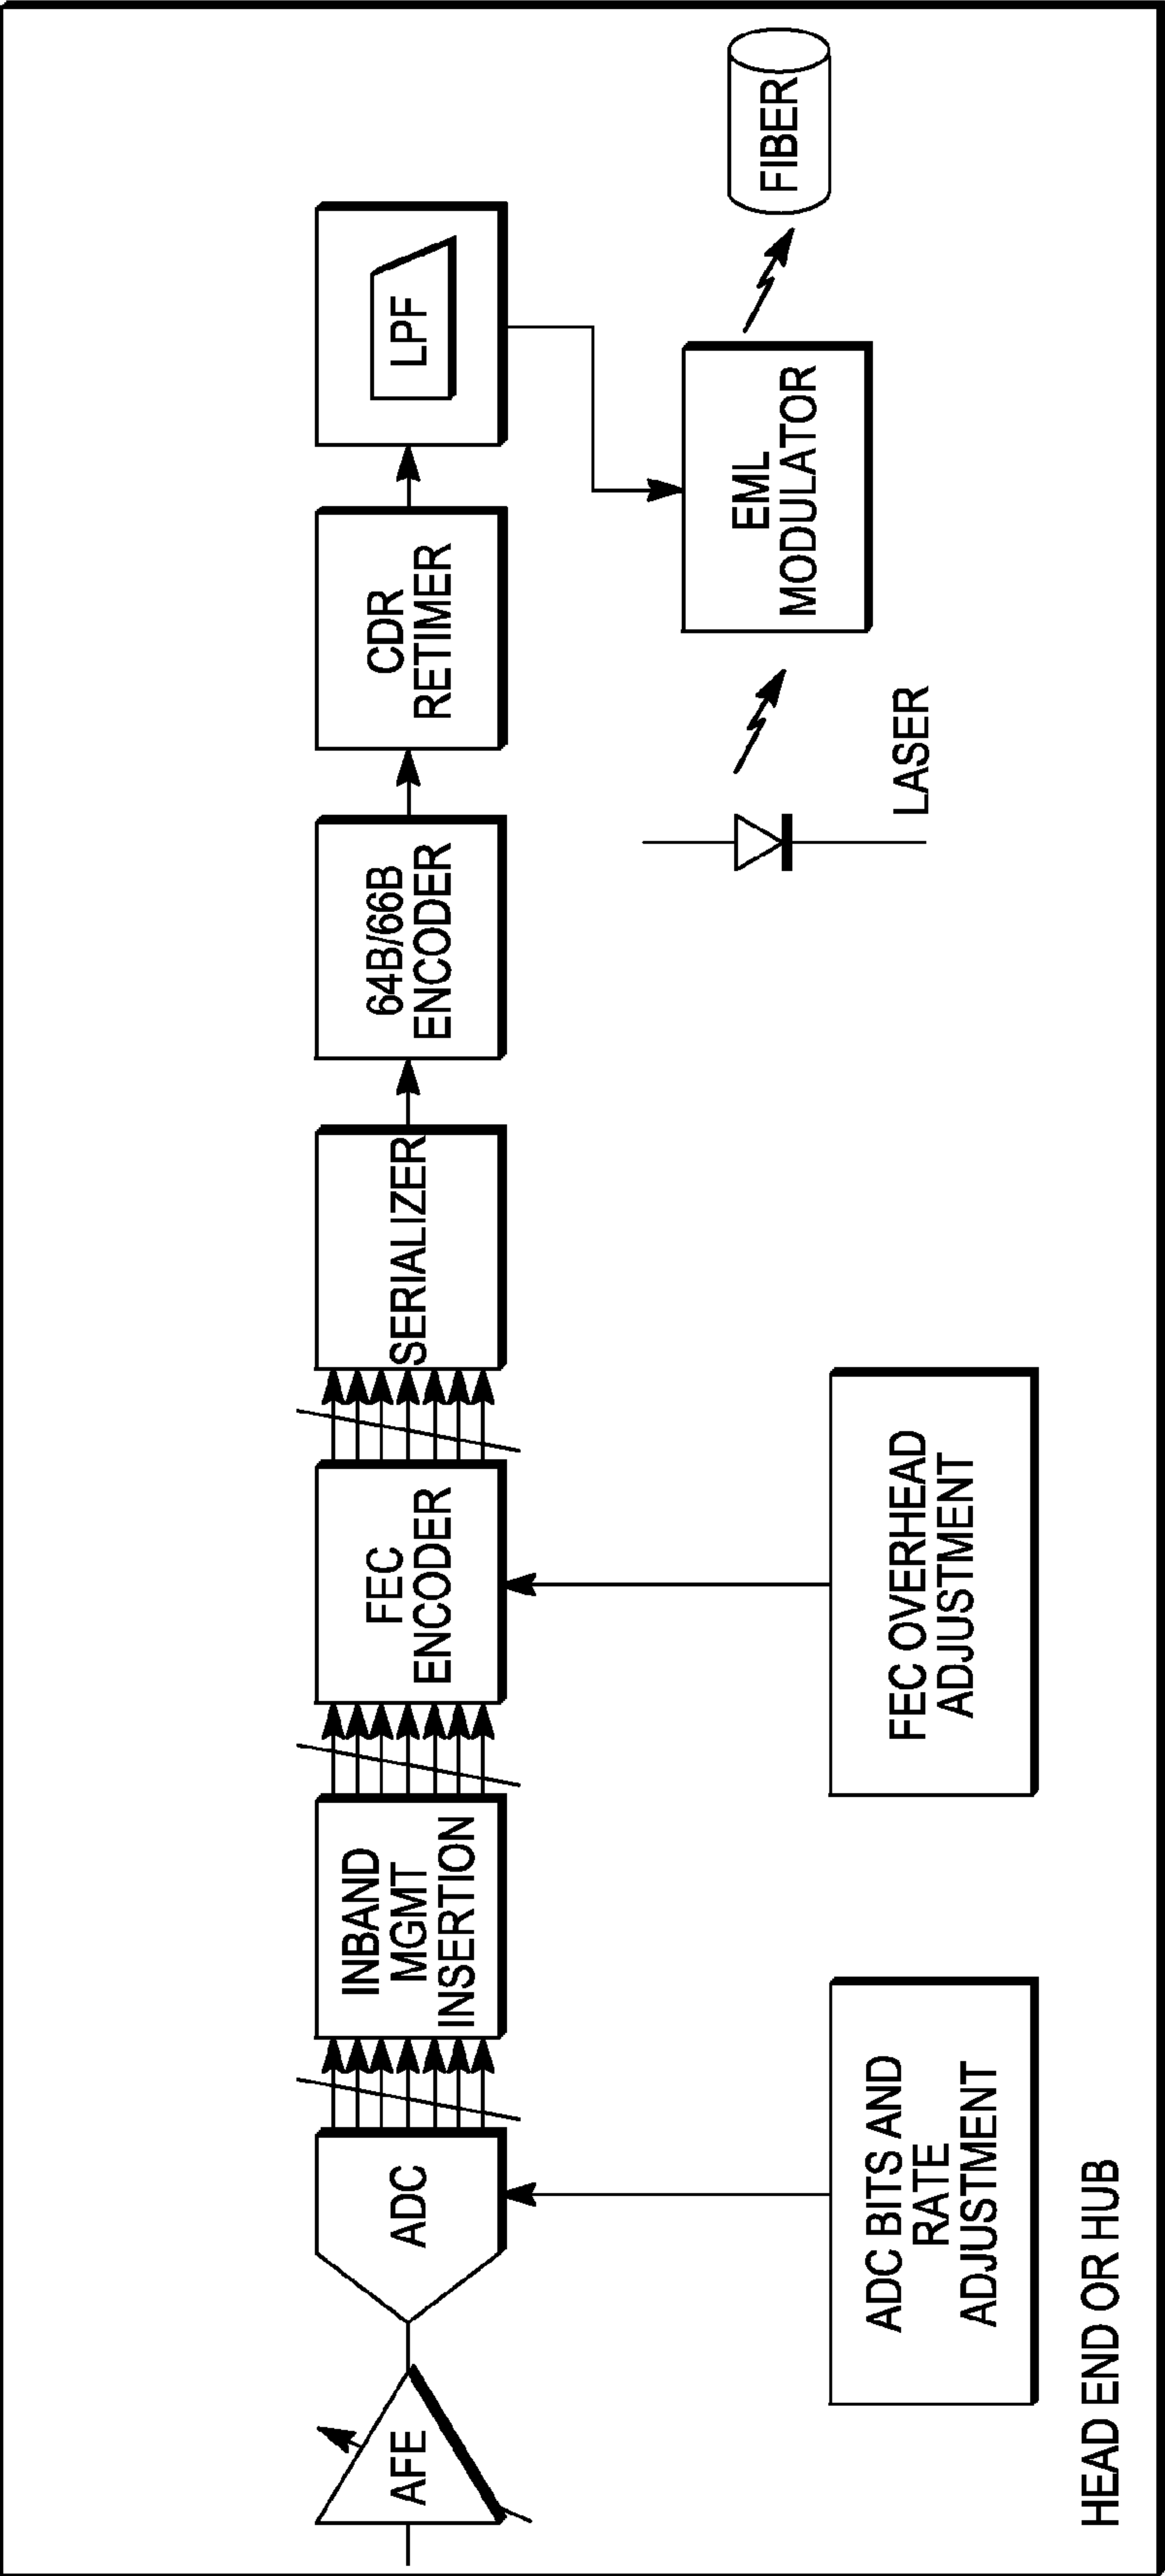 AFE
ADC
INBAND
MGMT
INSERTION
FEC
ENCODER
SERIALIZER
64B/66B
ENCODER
CDR
RETIMER
LPF
EML
MODULATOR
FIBER
LASER
ADC BITS AND
RATE
ADJUSTMENT
FEC OVERHEAD
ADJUSTMENT
HEAD END OR HUB